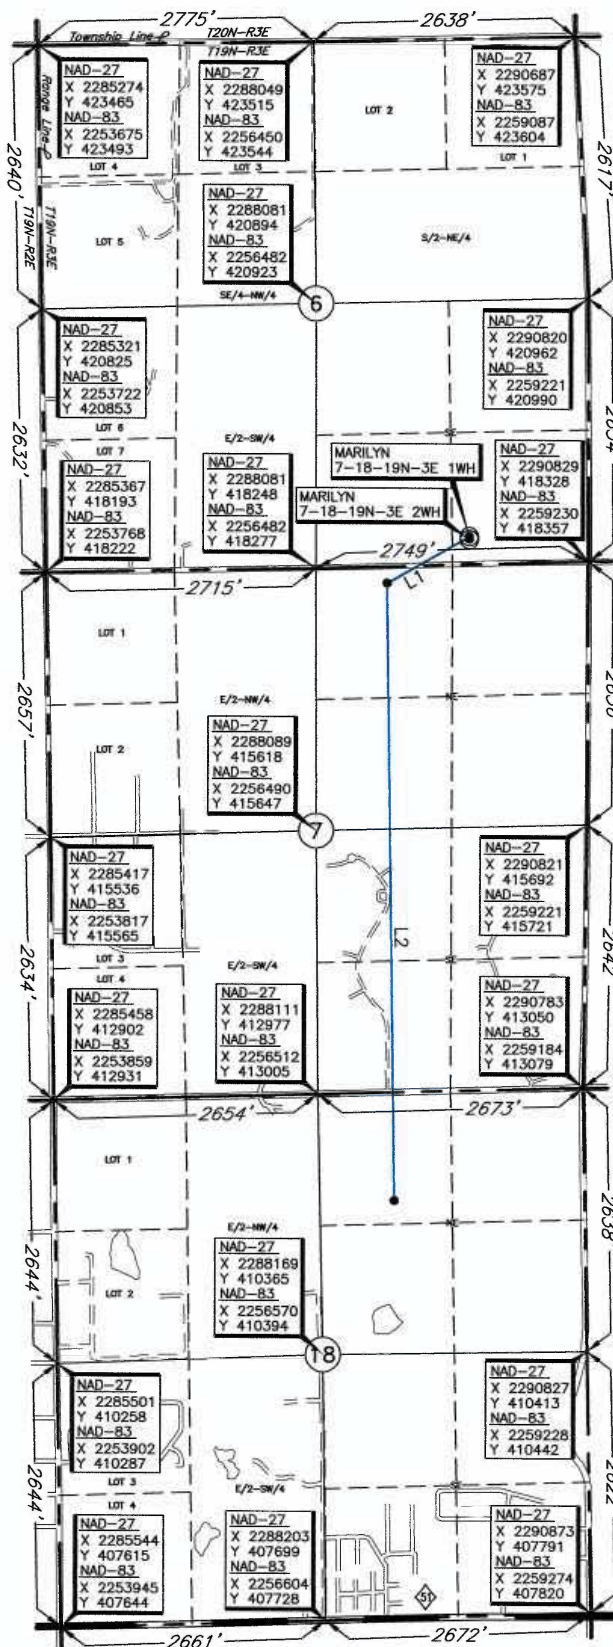 2775'
2638'
Township Line
T20N-R3E
T19N-R3E
Range Line
2640'
2617'
T19N-R2E
T19N-R3E
NAD-27
X 2285274
Y 423465
NAD-83
X 2253675
Y 423493
LOT 4
NAD-27
X 2288049
Y 423515
NAD-83
X 2256450
Y 423544
LOT 3
LOT 2
NAD-27
X 2290687
Y 423575
NAD-83
X 2259087
Y 423604
LOT 1
LOT 5
NAD-27
X 2288081
Y 420894
NAD-83
X 2256482
Y 420923
SE/4-NW/4
S/2-NE/4
6
NAD-27
X 2285321
Y 420825
NAD-83
X 2253722
Y 420853
LOT 6
NAD-27
X 2290820
Y 420962
NAD-83
X 2259221
Y 420990
2632'
E/2-SW/4
SE
LOT 7
NAD-27
X 2285367
Y 418193
NAD-83
X 2253768
Y 418222
NAD-27
X 2288081
Y 418248
NAD-83
X 2256482
Y 418277
MARILYN
7-18-19N-3E 1WH
MARILYN
7-18-19N-3E 2WH
NAD-27
X 2290829
Y 418328
NAD-83
X 2259230
Y 418357
2715'
2749'
L1
LOT 1
2657'
E/2-NW/4
NE
LOT 2
NAD-27
X 2288089
Y 415618
NAD-83
X 2256490
Y 415647
7
NAD-27
X 2285417
Y 415536
NAD-83
X 2253817
Y 415565
LOT 3
NAD-27
X 2290821
Y 415692
NAD-83
X 2259221
Y 415721
L2
2634'
2642'
E/2-SW/4
SE
LOT 4
NAD-27
X 2285458
Y 412902
NAD-83
X 2253859
Y 412931
NAD-27
X 2288111
Y 412977
NAD-83
X 2256512
Y 413005
NAD-27
X 2290783
Y 413050
NAD-83
X 2259184
Y 413079
2654'
2673'
LOT 1
2644'
2638'
E/2-NW/4
NE
LOT 2
NAD-27
X 2288169
Y 410365
NAD-83
X 2256570
Y 410394
18
NAD-27
X 2285501
Y 410258
NAD-83
X 2253902
Y 410287
LOT 3
NAD-27
X 2290827
Y 410413
NAD-83
X 2259228
Y 410442
2644'
E/2-SW/4
SE
LOT 4
NAD-27
X 2285544
Y 407615
NAD-83
X 2253945
Y 407644
NAD-27
X 2288203
Y 407699
NAD-83
X 2256604
Y 407728
51
NAD-27
X 2290873
Y 407791
NAD-83
X 2259274
Y 407820
2661'
2672'